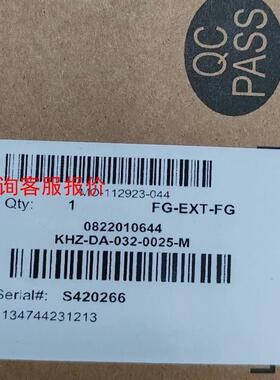 QC
PASS
询客服报价
MO-112923-044
Qty: 1 FG-EXT-FG
0822010644
KHZ-DA-032-0025-M
Serial#: S420266
134744231213